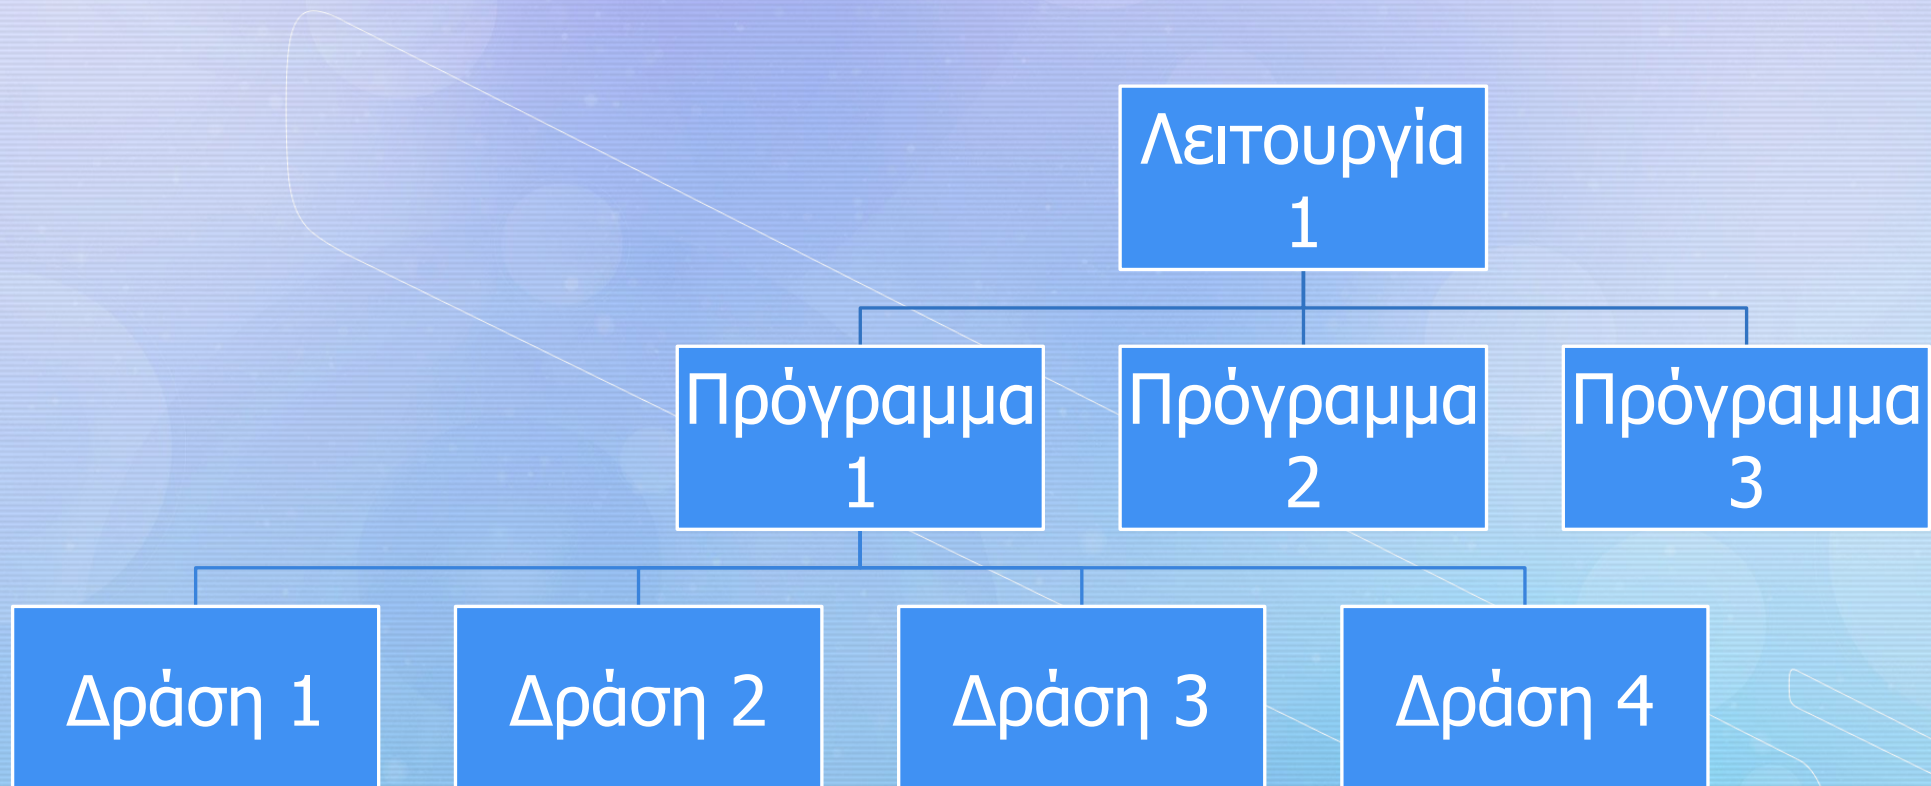 Λειτουργία
1
Πρόγραμμα
1
Πρόγραμμα
2
Πρόγραμμα
3
Δράση 1
Δράση 2
Δράση 3
Δράση 4